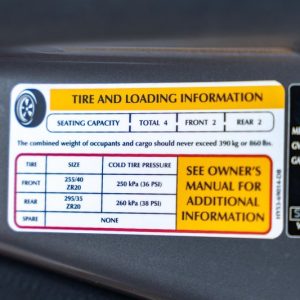 TIRE AND LOADING INFORMATION
SEATING CAPACITY TOTAL 4 FRONT 2 REAR 2
The combined weight of occupants and cargo should never exceed 390 kg or 860 lbs.
TIRE SIZE COLD TIRE PRESSURE
FRONT 255/40 ZR20 250 kPa (36 PSI)
REAR 295/35 ZR20 260 kPa (38 PSI)
SPARE NONE
SEE OWNER'S
MANUAL FOR
ADDITIONAL
INFORMATION